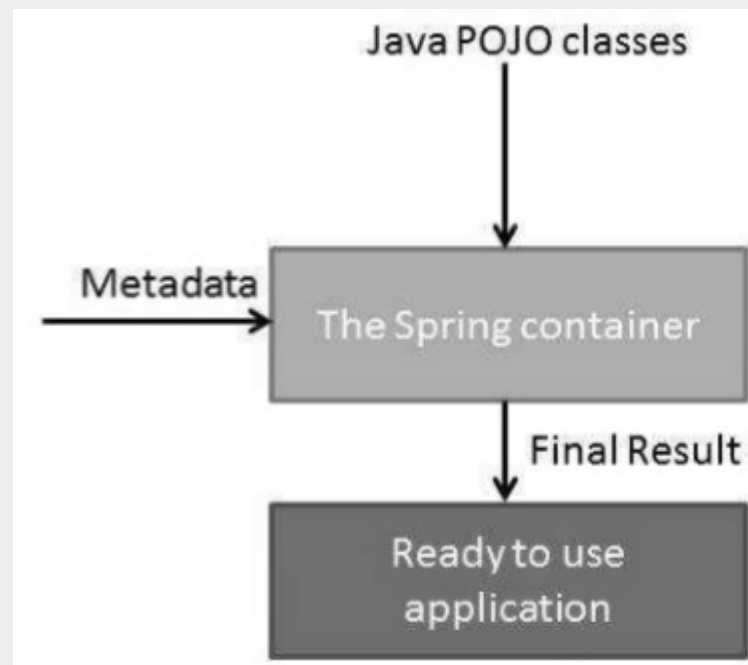 Java POJO classes
Metadata
The Spring container
Final Result
Ready to use
application